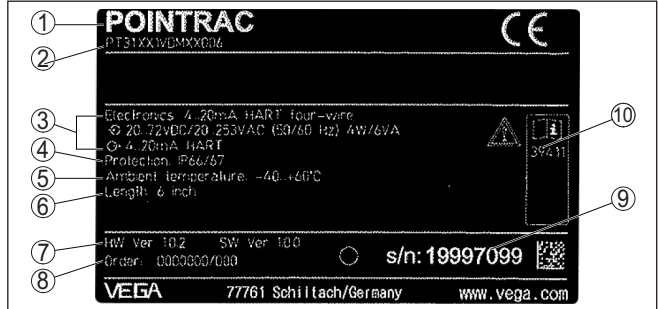 ① POINTRAC CE
② PT31XX1VDMXX006
③ Electronics 4..20mA HART four-wire
20..72VDC/20..253VAC (50/60 Hz) 4W/6VA
4..20mA HART
④ Protection: IP66/67
⑤ Ambient temperature: -40..+60°C
⑥ Length 6 inch
⑩
39411
⑨
⑦ HW Ver 1.0.2 SW Ver 1.0.0
⑧ Order: 0000000/000 s/n: 19997099
VEGA 77761 Schiltach/Germany www.vega.com